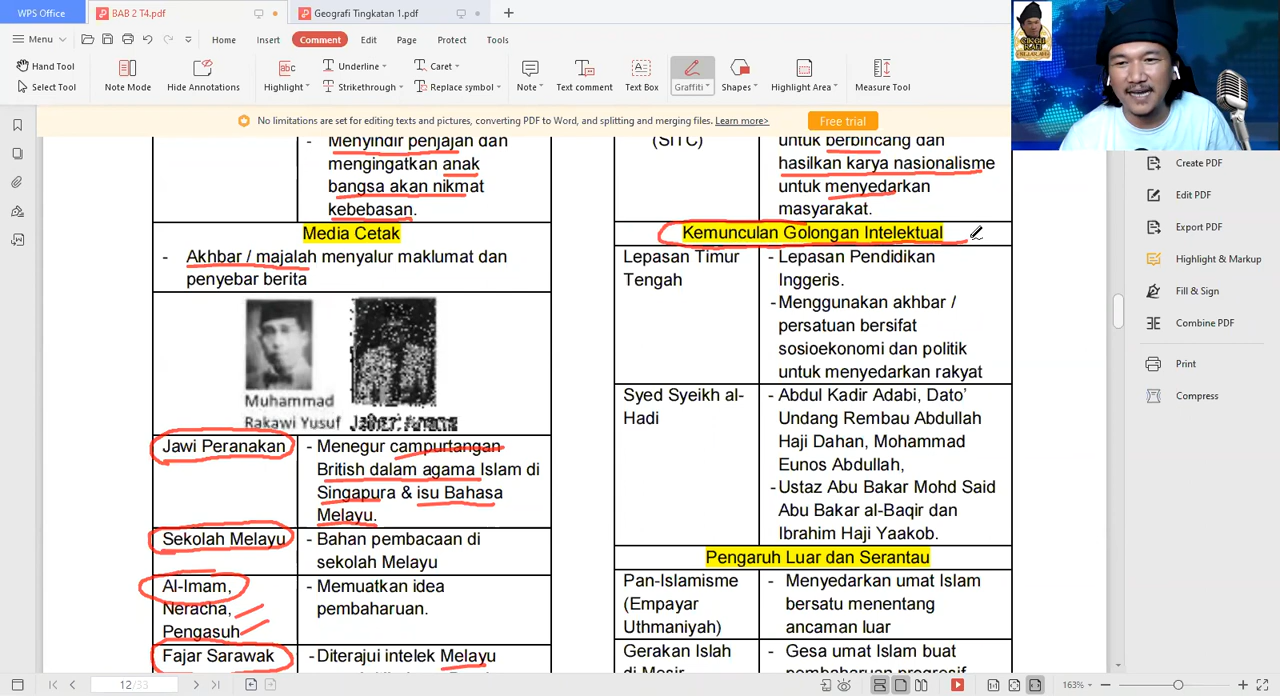 WPS Office
BAB 2 T4.pdf
Geografi Tingkatan 1.pdf
Menu
Home
Insert
Comment
Edit
Page
Protect
Tools
Hand Tool
Select Tool
Note Mode
Hide Annotations
Highlight
Underline
Strikethrough
Caret
Replace symbol
Note
Text comment
Text Box
Graffiti
Shapes
Highlight Area
Measure Tool
No limitations are set for editing texts and pictures, converting PDF to Word, and splitting and merging files. Learn more>
Free trial
- Menyindir penjajah dan
mengingatkan anak
bangsa akan nikmat
kebebasan.
Media Cetak
- Akhbar / majalah menyalur maklumat dan
penyebar berita
Muhammad
Rakawi Yusuf
Jawi Peranakan
- Menegur campurtangan
British dalam agama Islam di
Singapura & isu Bahasa
Melayu.
Sekolah Melayu
- Bahan pembacaan di
sekolah Melayu
Al-Imam,
Neracha,
Pengasuh
- Memuatkan idea
pembaharuan.
Fajar Sarawak
- Diterajui intelek Melayu
(SITC)
untuk berbincang dan
hasilkan karya nasionalisme
untuk menyedarkan
masyarakat.
Kemunculan Golongan Intelektual
Lepasan Timur
Tengah
- Lepasan Pendidikan
Inggeris.
- Menggunakan akhbar /
persatuan bersifat
sosioekonomi dan politik
untuk menyedarkan rakyat
Syed Syeikh al-
Hadi
- Abdul Kadir Adabi, Dato’
Undang Rembau Abdullah
Haji Dahan, Mohammad
Eunos Abdullah,
- Ustaz Abu Bakar Mohd Said
Abu Bakar al-Baqir dan
Ibrahim Haji Yaakob.
Pengaruh Luar dan Serantau
Pan-Islamisme
(Empayar
Uthmaniyah)
- Menyedarkan umat Islam
bersatu menentang
ancaman luar
Gerakan Islah
di Mesir
- Gesa umat Islam buat
pembaharuan progresif
Create PDF
Edit PDF
Export PDF
Highlight & Markup
Fill & Sign
Combine PDF
Print
Compress
12/33
163%